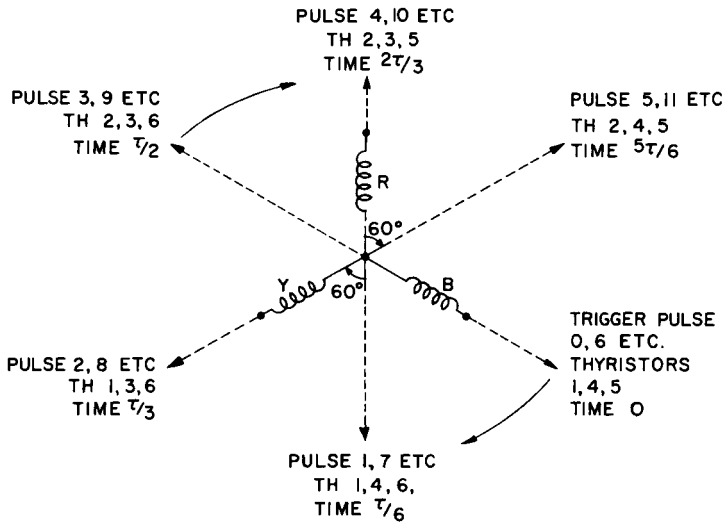 PULSE 4,10 ETC
TH 2,3,5
TIME 2τ/3
PULSE 3, 9 ETC
TH 2,3,6
TIME τ/2
PULSE 5,11 ETC
TH 2,4,5
TIME 5τ/6
R
60°
Y
60°
B
PULSE 2,8 ETC
TH 1,3,6
TIME τ/3
TRIGGER PULSE
0,6 ETC.
THYRISTORS
1,4,5
TIME 0
PULSE 1,7 ETC
TH 1,4,6,
TIME τ/6